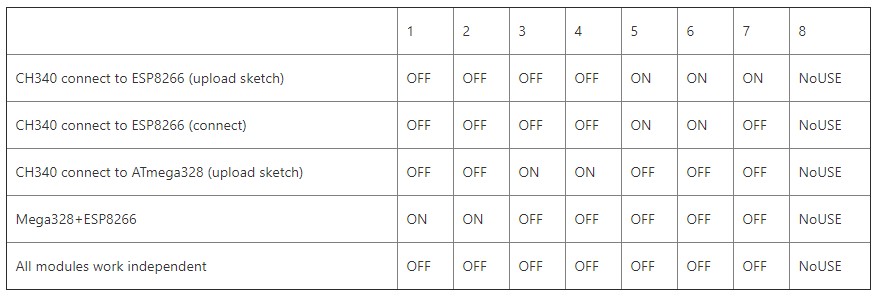 1 2 3 4 5 6 7 8
CH340 connect to ESP8266 (upload sketch) OFF OFF OFF OFF ON ON ON NoUSE
CH340 connect to ESP8266 (connect) OFF OFF OFF OFF ON ON OFF NoUSE
CH340 connect to ATmega328 (upload sketch) OFF OFF ON ON OFF OFF OFF NoUSE
Mega328+ESP8266 ON ON OFF OFF OFF OFF OFF NoUSE
All modules work independent OFF OFF OFF OFF OFF OFF OFF NoUSE